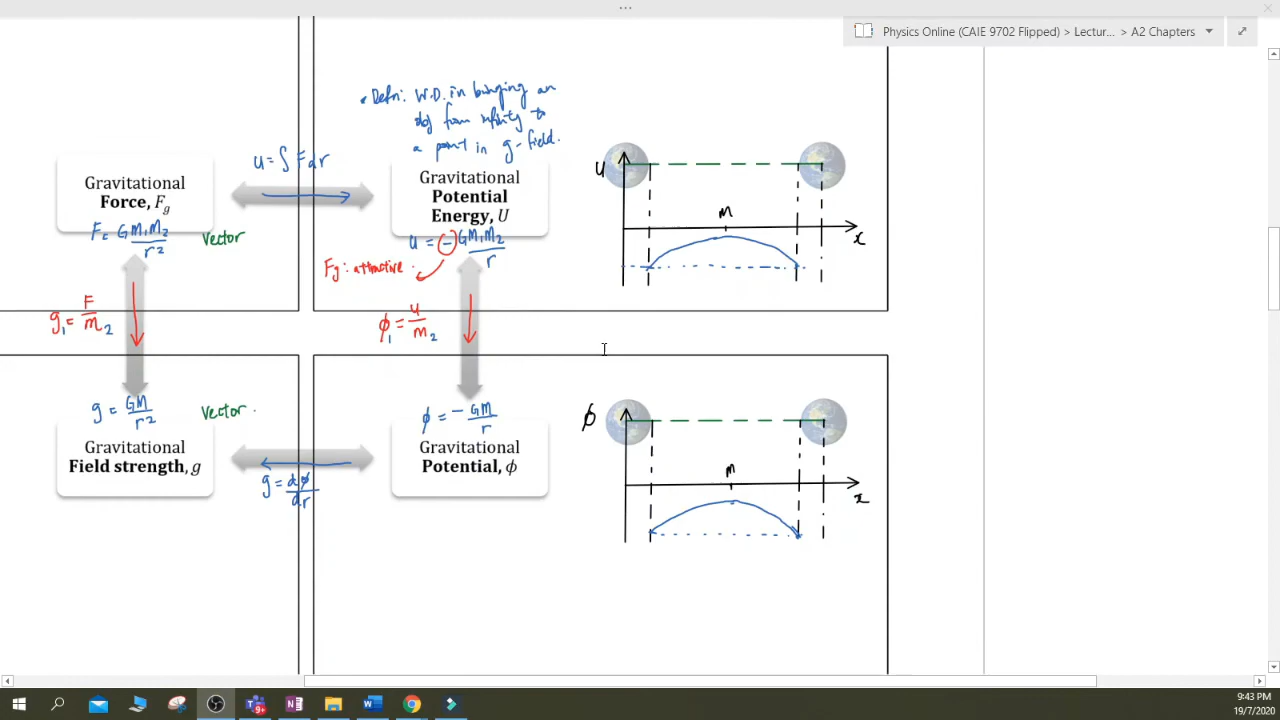 Physics Online (CAIE 9702 Flipped) > Lectur... > A2 Chapters
• Defn: W.D. in bringing an
obj from infinity to
a point in g-field.
U = ∫ F dr
Gravitational
Force, F_g
F = GM₁M₂/r²
Vector
Gravitational
Potential
Energy, U
U = - GM₁M₂/r
Fg: attractive.
U
M
x
g₁ = F/m₂
ϕ₁ = U/m₂
g = GM/r²
Vector.
Gravitational
Field strength, g
g = dϕ/dr
ϕ = - GM/r
Gravitational
Potential, ϕ
ϕ
M
x
9:43 PM
19/7/2020